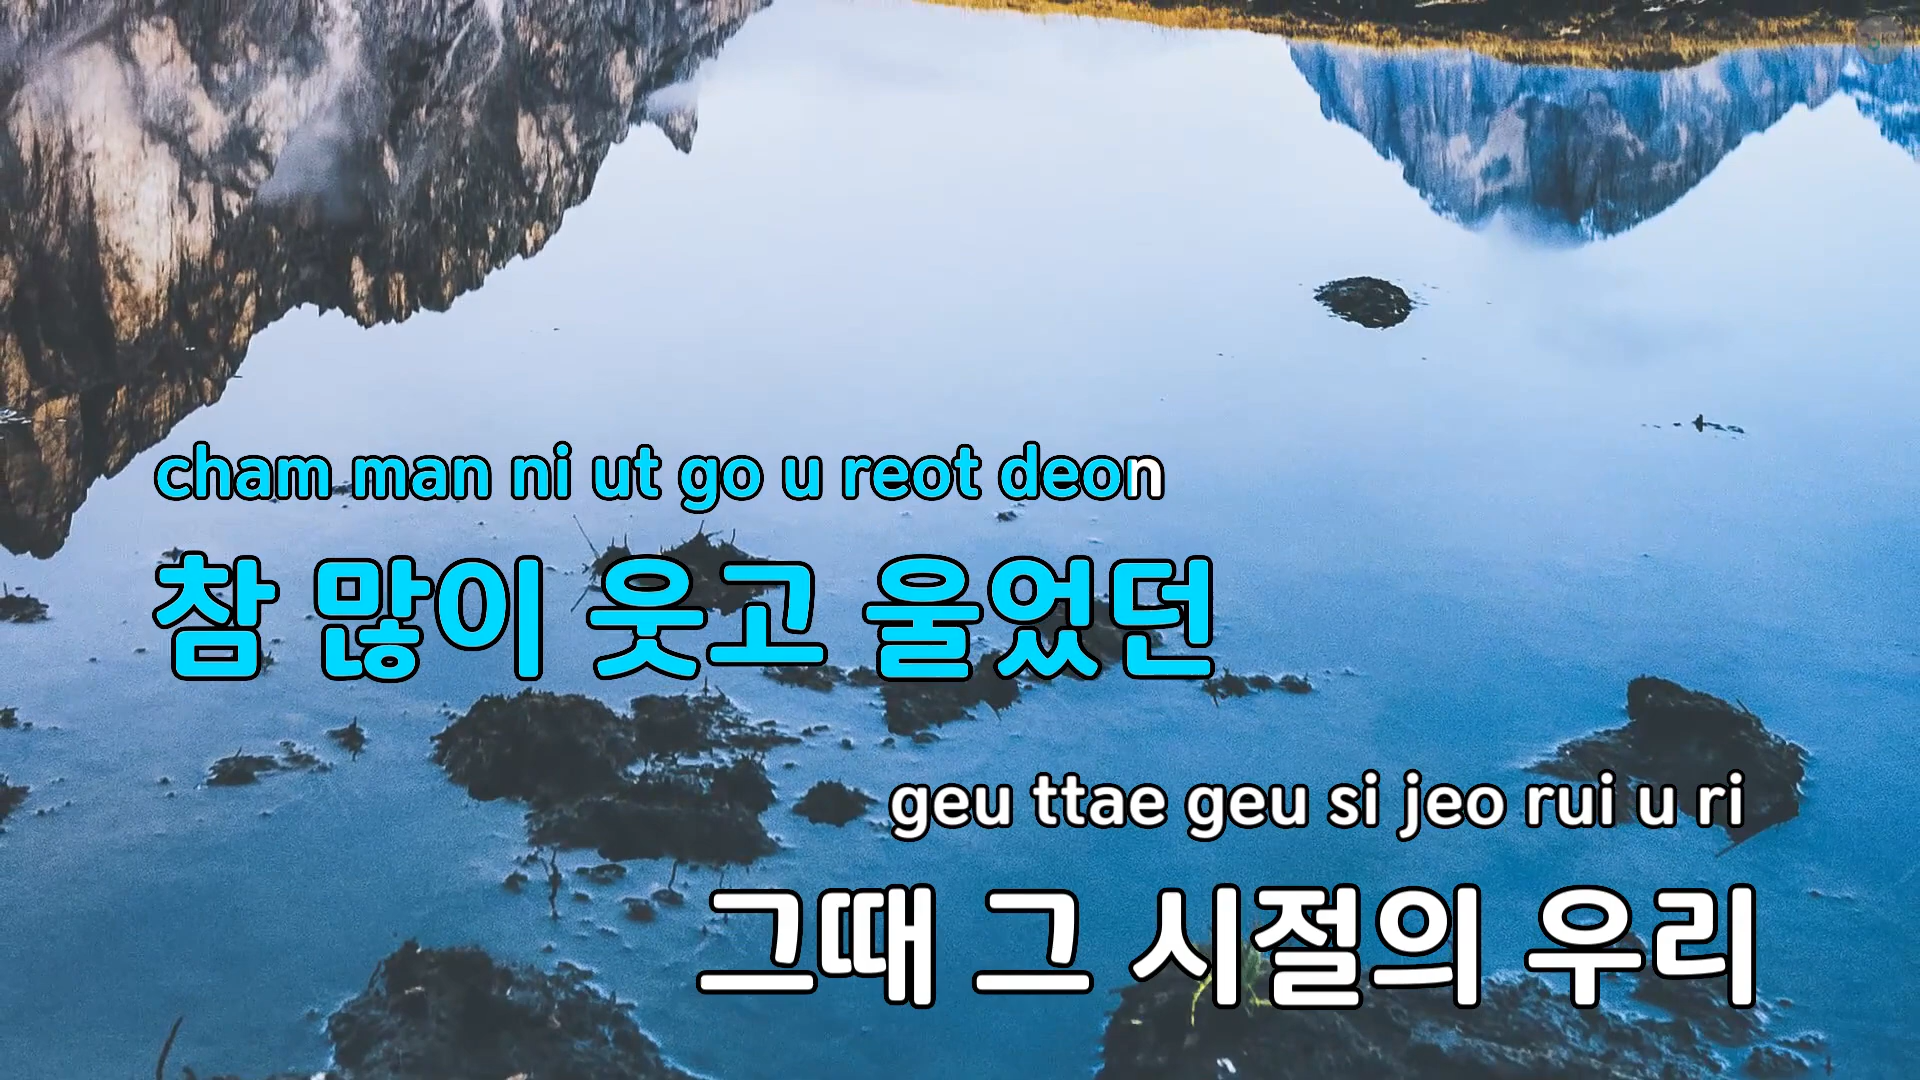 cham man ni ut go u reot deon
참 많이 웃고 울었던
geu ttae geu si jeo rui u ri
그때 그 시절의 우리